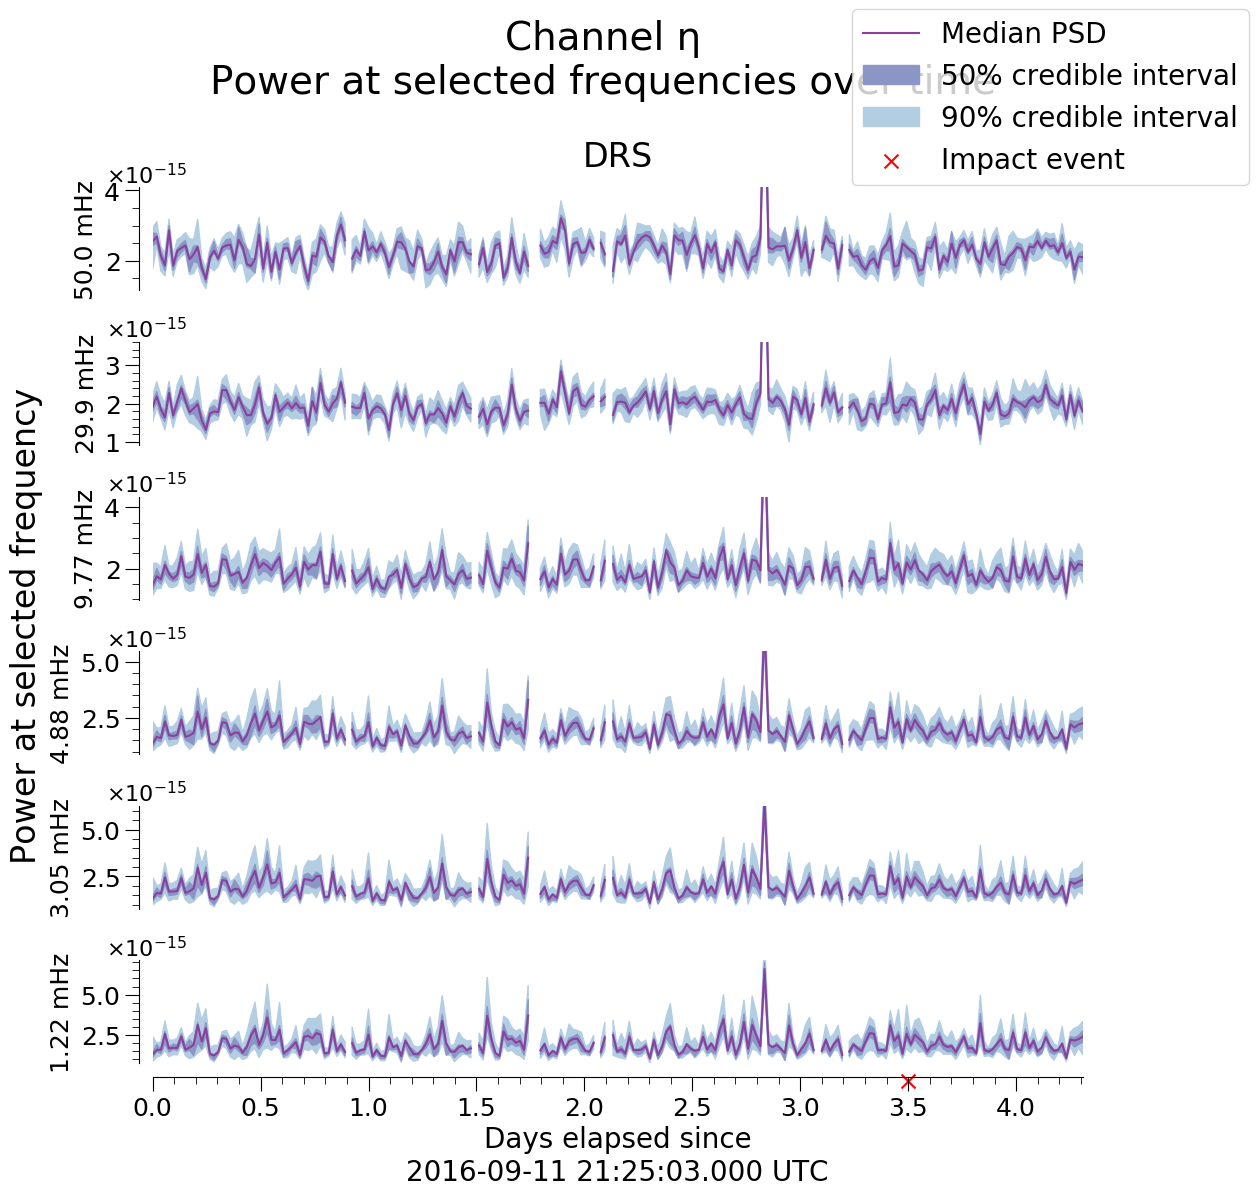 Channel η
Power at selected frequencies over time
Median PSD
50% credible interval
90% credible interval
Impact event
DRS
Power at selected frequency
×10⁻¹⁵
50.0 mHz
4
2
×10⁻¹⁵
29.9 mHz
3
2
1
×10⁻¹⁵
9.77 mHz
4
2
×10⁻¹⁵
4.88 mHz
5.0
2.5
×10⁻¹⁵
3.05 mHz
5.0
2.5
×10⁻¹⁵
1.22 mHz
5.0
2.5
0.0 0.5 1.0 1.5 2.0 2.5 3.0 3.5 4.0
Days elapsed since
2016-09-11 21:25:03.000 UTC